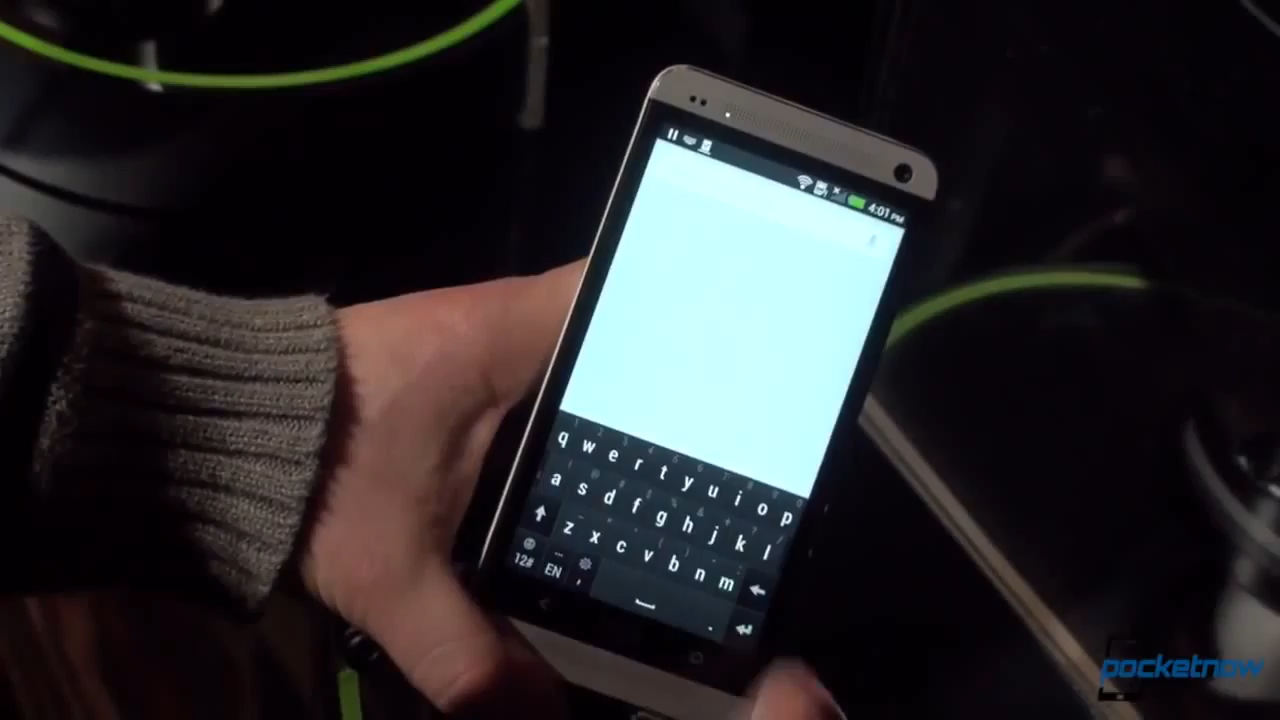 4:01 PM
q w e r t y u i o p
a s d f g h j k l
z x c v b n m
12# EN , .
pocketnow